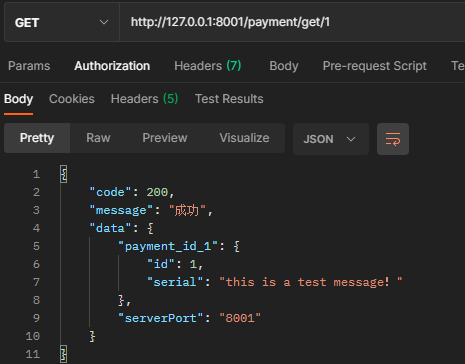 GET http://127.0.0.1:8001/payment/get/1
Params Authorization Headers (7) Body Pre-request Script Te
Body Cookies Headers (5) Test Results
Pretty Raw Preview Visualize JSON
1 {
2 "code": 200,
3 "message": "成功",
4 "data": {
5 "payment_id_1": {
6 "id": 1,
7 "serial": "this is a test message! "
8 },
9 "serverPort": "8001"
10 }
11 }